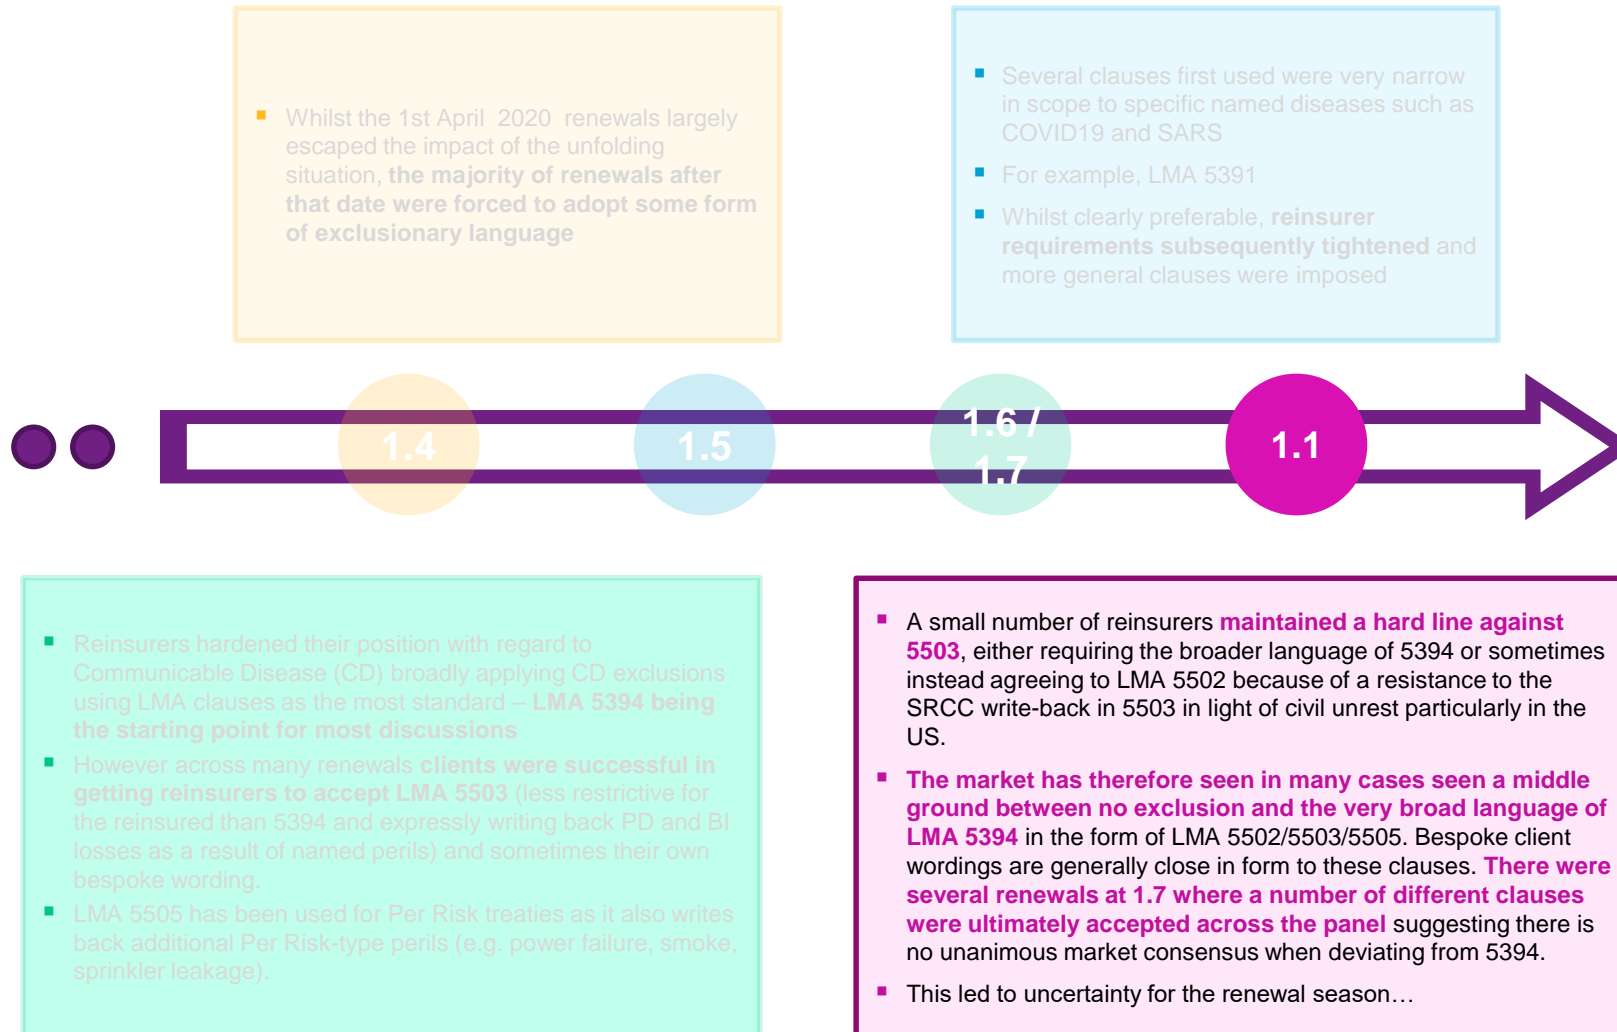 Whilst the 1st April  2020  renewals largely
escaped the impact of the unfolding
situation, the majority of renewals after
that date were forced to adopt some form
of exclusionary language
Several clauses first used were very narrow
in scope to specific named diseases such as
COVID19 and SARS
For example, LMA 5391
Whilst clearly preferable, reinsurer
requirements subsequently tightened and
more general clauses were imposed
1.4
1.5
1.6 /
1.7
1.1
Reinsurers hardened their position with regard to
Communicable Disease (CD) broadly applying CD exclusions
using LMA clauses as the most standard – LMA 5394 being
the starting point for most discussions
However across many renewals clients were successful in
getting reinsurers to accept LMA 5503 (less restrictive for
the reinsured than 5394 and expressly writing back PD and BI
losses as a result of named perils) and sometimes their own
bespoke wording.
LMA 5505 has been used for Per Risk treaties as it also writes
back additional Per Risk-type perils (e.g. power failure, smoke,
sprinkler leakage).
A small number of reinsurers maintained a hard line against
5503, either requiring the broader language of 5394 or sometimes
instead agreeing to LMA 5502 because of a resistance to the
SRCC write-back in 5503 in light of civil unrest particularly in the
US.
The market has therefore seen in many cases seen a middle
ground between no exclusion and the very broad language of
LMA 5394 in the form of LMA 5502/5503/5505. Bespoke client
wordings are generally close in form to these clauses. There were
several renewals at 1.7 where a number of different clauses
were ultimately accepted across the panel suggesting there is
no unanimous market consensus when deviating from 5394.
This led to uncertainty for the renewal season…